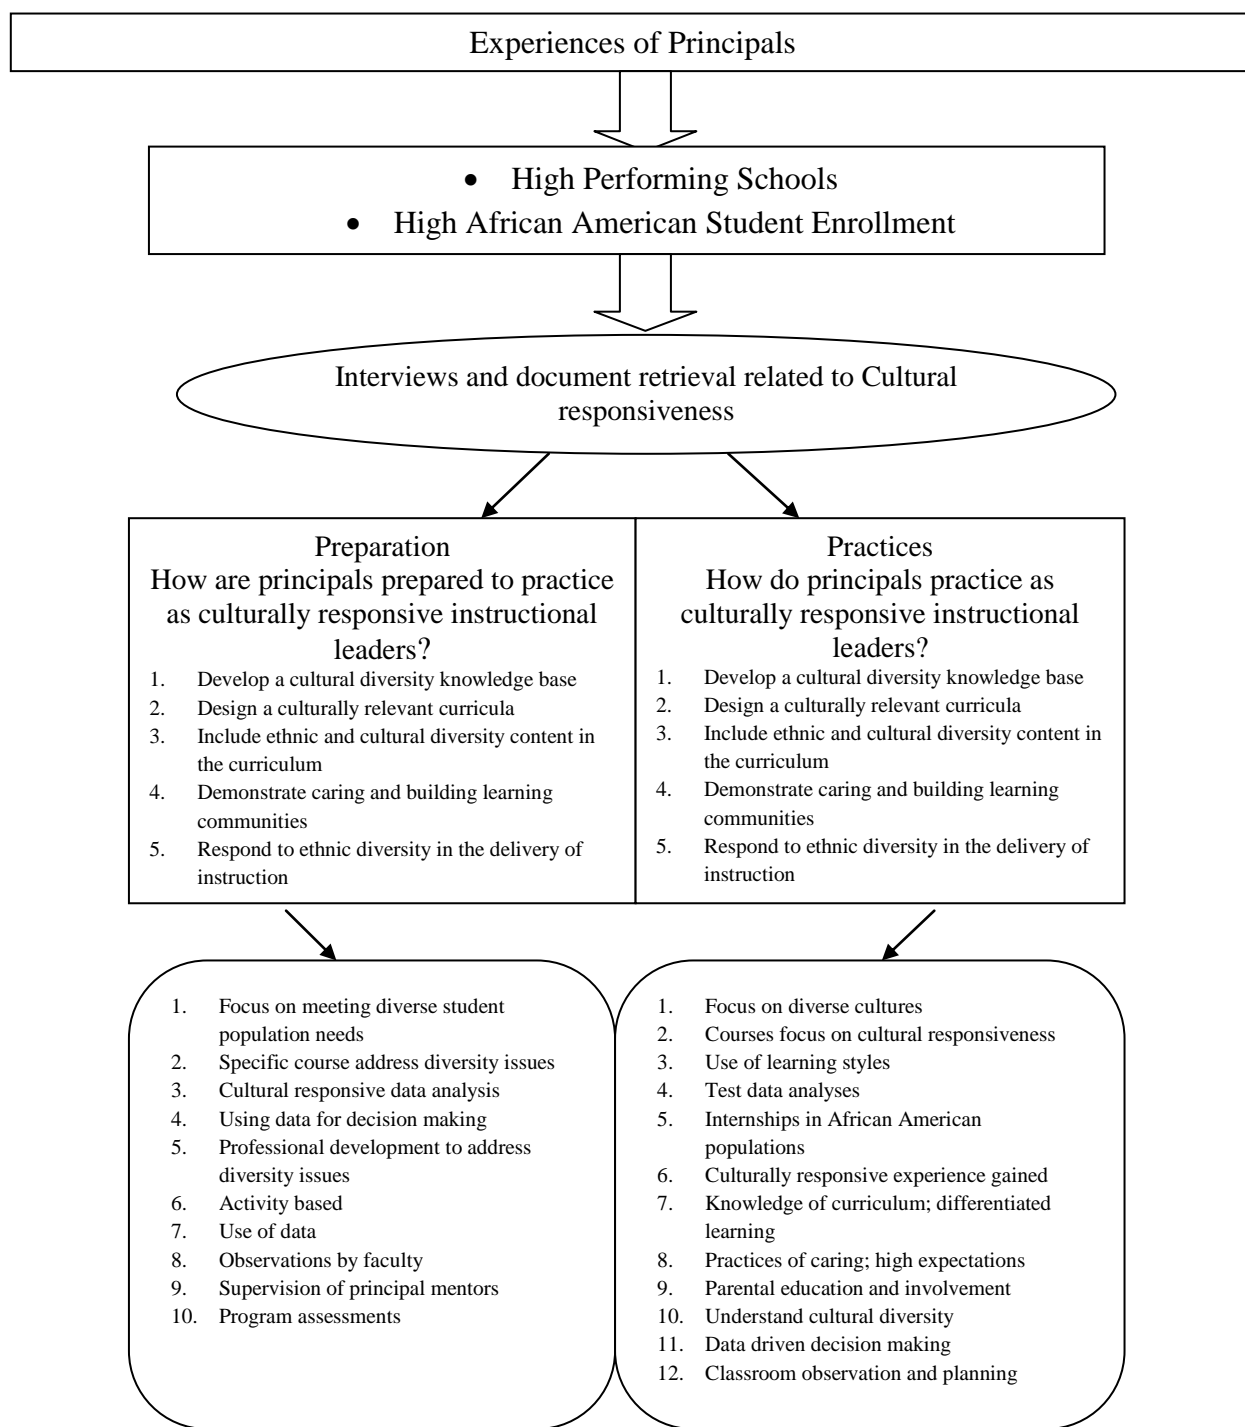 Experiences of Principals
• High Performing Schools
• High African American Student Enrollment
Interviews and document retrieval related to Cultural
responsiveness
Preparation
How are principals prepared to practice
as culturally responsive instructional
leaders?
1. Develop a cultural diversity knowledge base
2. Design a culturally relevant curricula
3. Include ethnic and cultural diversity content in
the curriculum
4. Demonstrate caring and building learning
communities
5. Respond to ethnic diversity in the delivery of
instruction
Practices
How do principals practice as
culturally responsive instructional
leaders?
1. Develop a cultural diversity knowledge base
2. Design a culturally relevant curricula
3. Include ethnic and cultural diversity content in
the curriculum
4. Demonstrate caring and building learning
communities
5. Respond to ethnic diversity in the delivery of
instruction
1. Focus on meeting diverse student
population needs
2. Specific course address diversity issues
3. Cultural responsive data analysis
4. Using data for decision making
5. Professional development to address
diversity issues
6. Activity based
7. Use of data
8. Observations by faculty
9. Supervision of principal mentors
10. Program assessments
1. Focus on diverse cultures
2. Courses focus on cultural responsiveness
3. Use of learning styles
4. Test data analyses
5. Internships in African American
populations
6. Culturally responsive experience gained
7. Knowledge of curriculum; differentiated
learning
8. Practices of caring; high expectations
9. Parental education and involvement
10. Understand cultural diversity
11. Data driven decision making
12. Classroom observation and planning